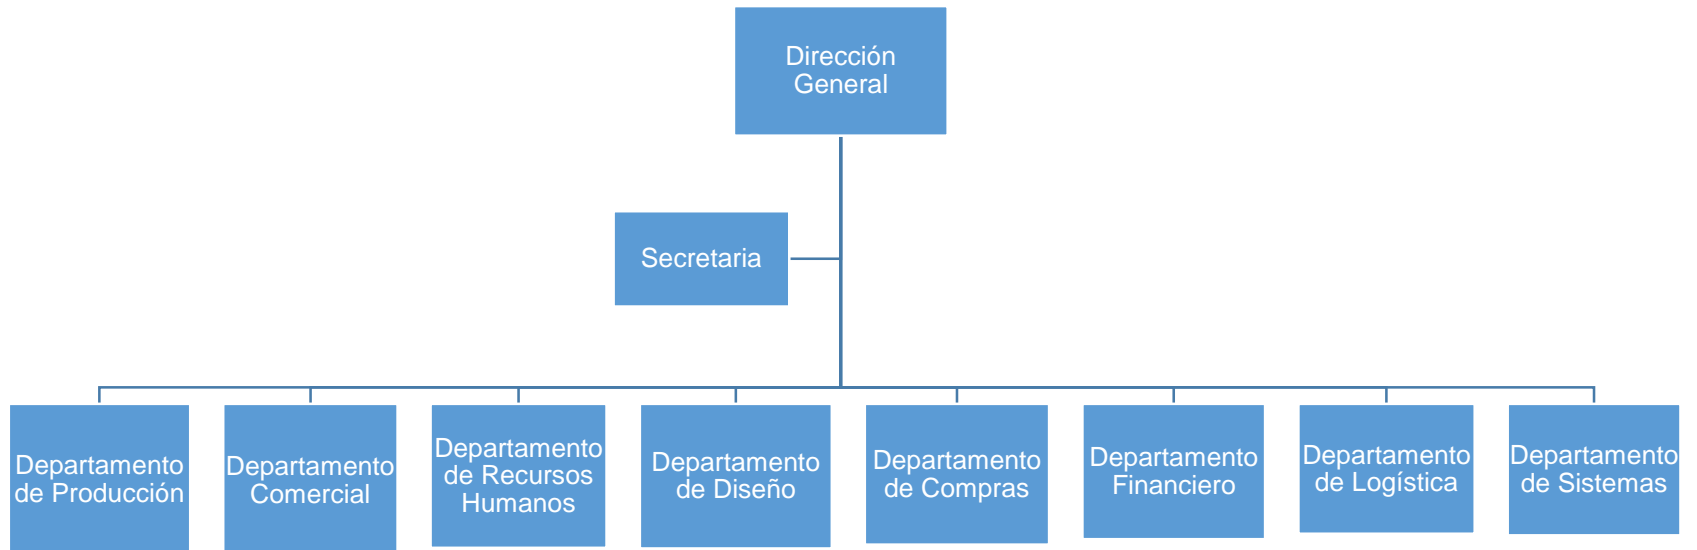 Dirección
General
Secretaria
Departamento
de Producción
Departamento
Comercial
Departamento
de Recursos
Humanos
Departamento
de Diseño
Departamento
de Compras
Departamento
Financiero
Departamento
de Logística
Departamento
de Sistemas